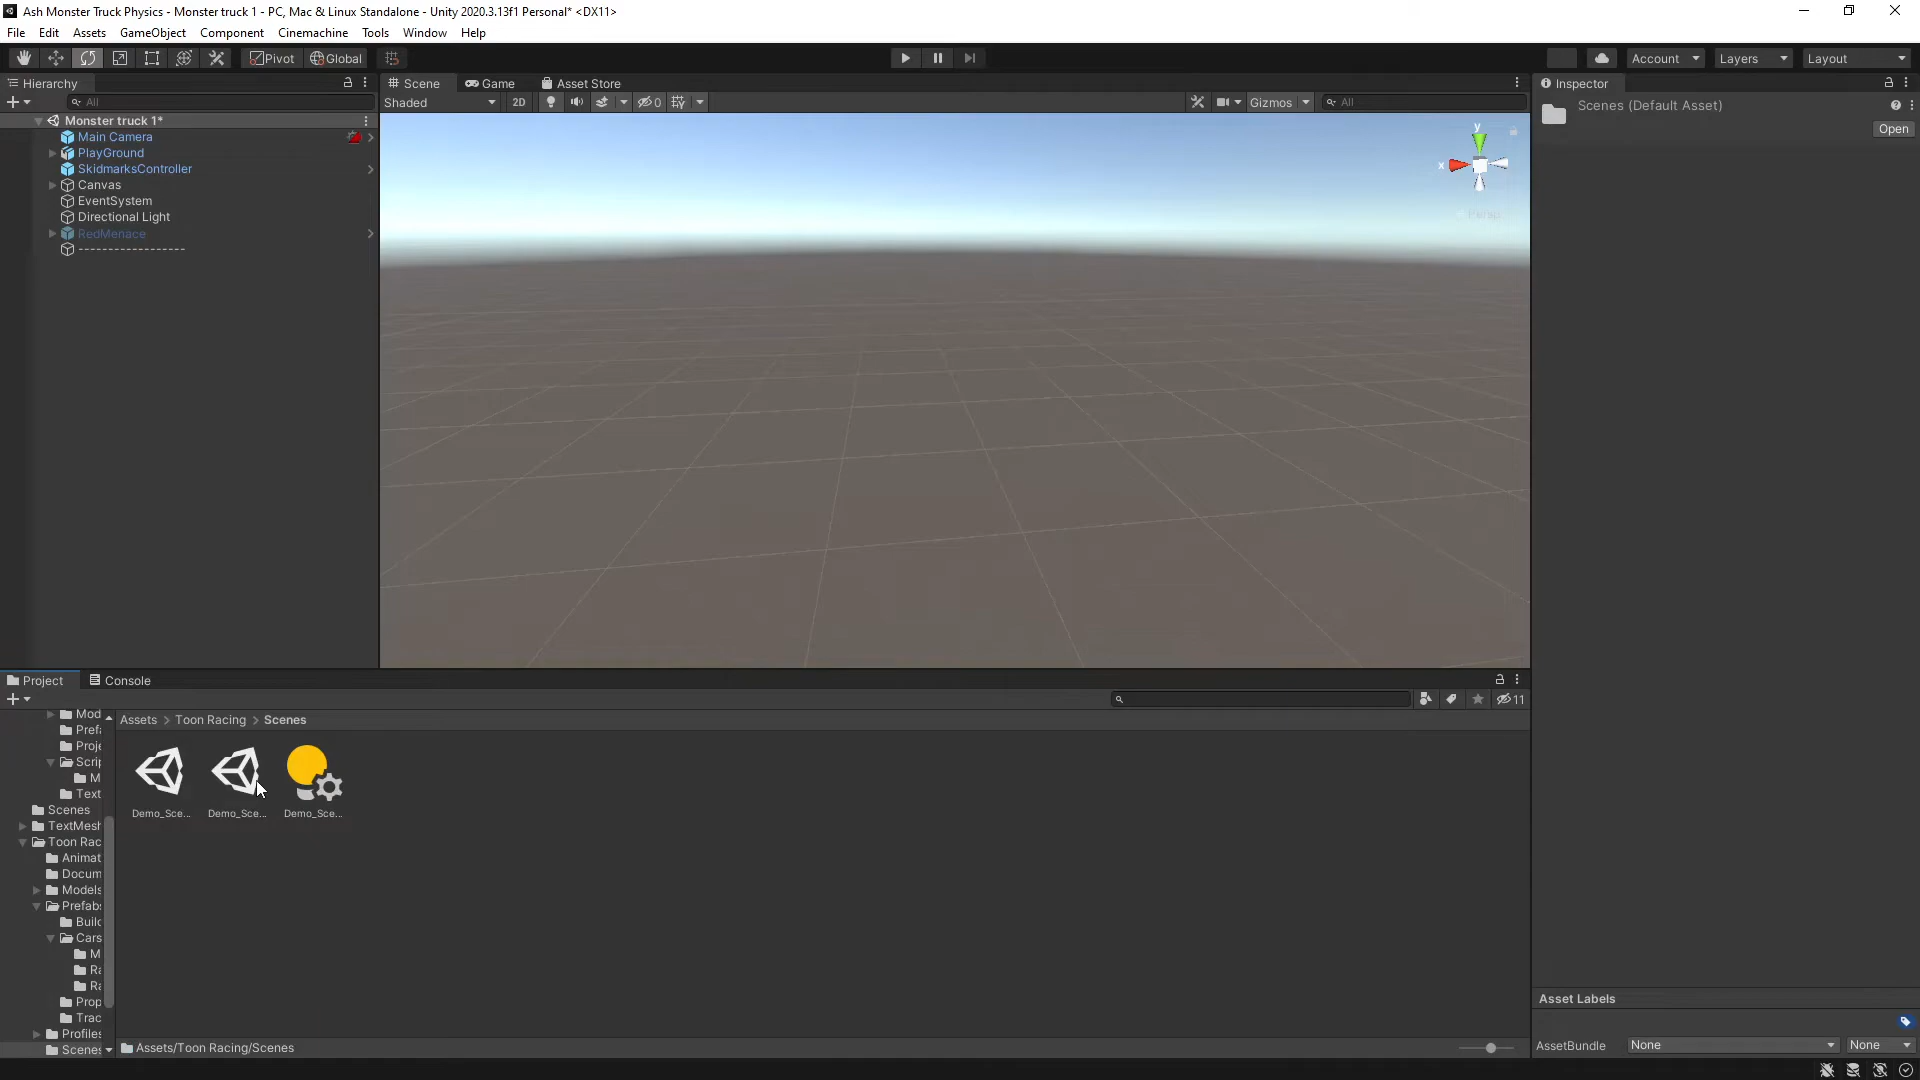 Ash Monster Truck Physics - Monster truck 1 - PC, Mac & Linux Standalone - Unity 2020.3.13f1 Personal* <DX11>
File Edit Assets GameObject Component Cinemachine Tools Window Help
Pivot Global Account Layers Layout
Hierarchy
All
Monster truck 1*
Main Camera
PlayGround
SkidmarksController
Canvas
EventSystem
Directional Light
RedMenace
------------------
Scene Game Asset Store
Shaded 2D 0 Gizmos All
y
x
Persp
Inspector
Scenes (Default Asset)
Open
Project Console
11
Mod
Prefa
Proje
Scrip
M
Text
Scenes
TextMesh
Toon Rac
Animat
Docum
Models
Prefabs
Build
Cars
M
Ra
Ra
Prop
Trac
Profiles
Scenes
Assets > Toon Racing > Scenes
Demo_Sce... Demo_Sce... Demo_Sce...
Assets/Toon Racing/Scenes
Asset Labels
AssetBundle None None